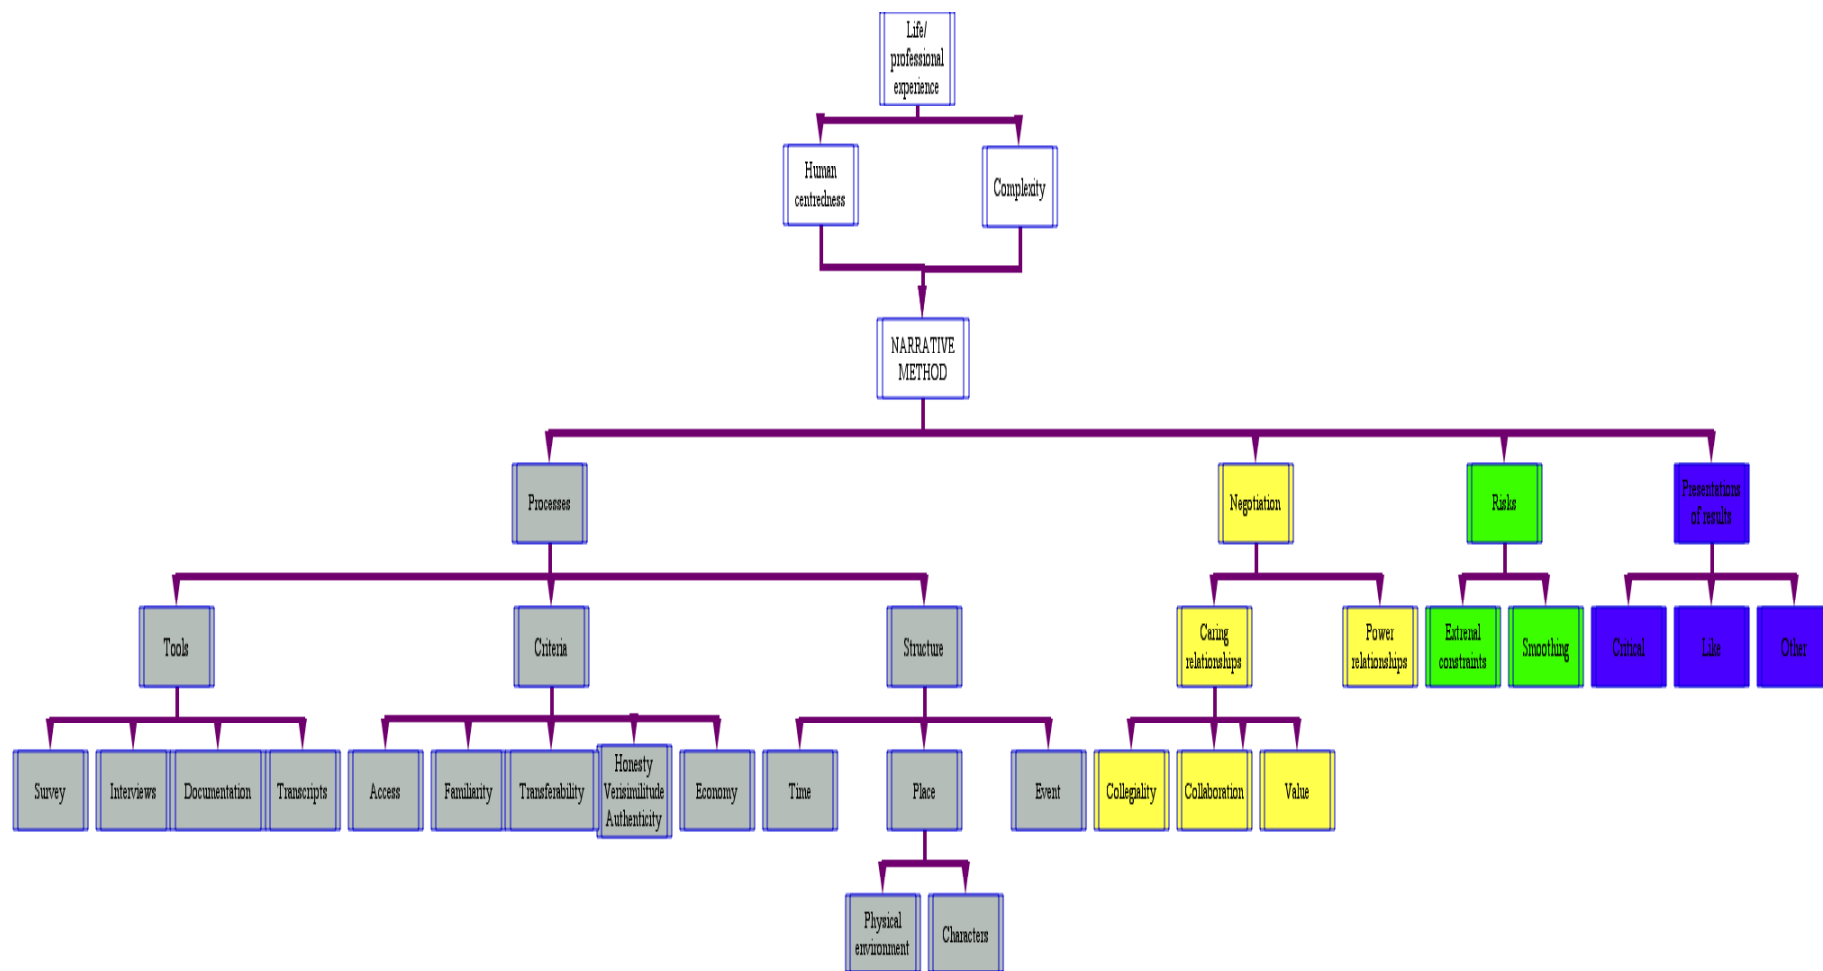 Life/
professional
experience
Human
centredness
Complexity
NARRATIVE
METHOD
Processes
Negotiation
Risks
Presentations
of results
Tools
Criteria
Structure
Caring
relationships
Power
relationships
Extrenal
constraints
Smoothing
Critical
Like
Other
Survey
Interviews
Documentation
Transcripts
Access
Familiarity
Transferability
Honesty
Verisimilitude
Authenticity
Economy
Time
Place
Event
Collegiality
Collaboration
Value
Physical
environment
Characters